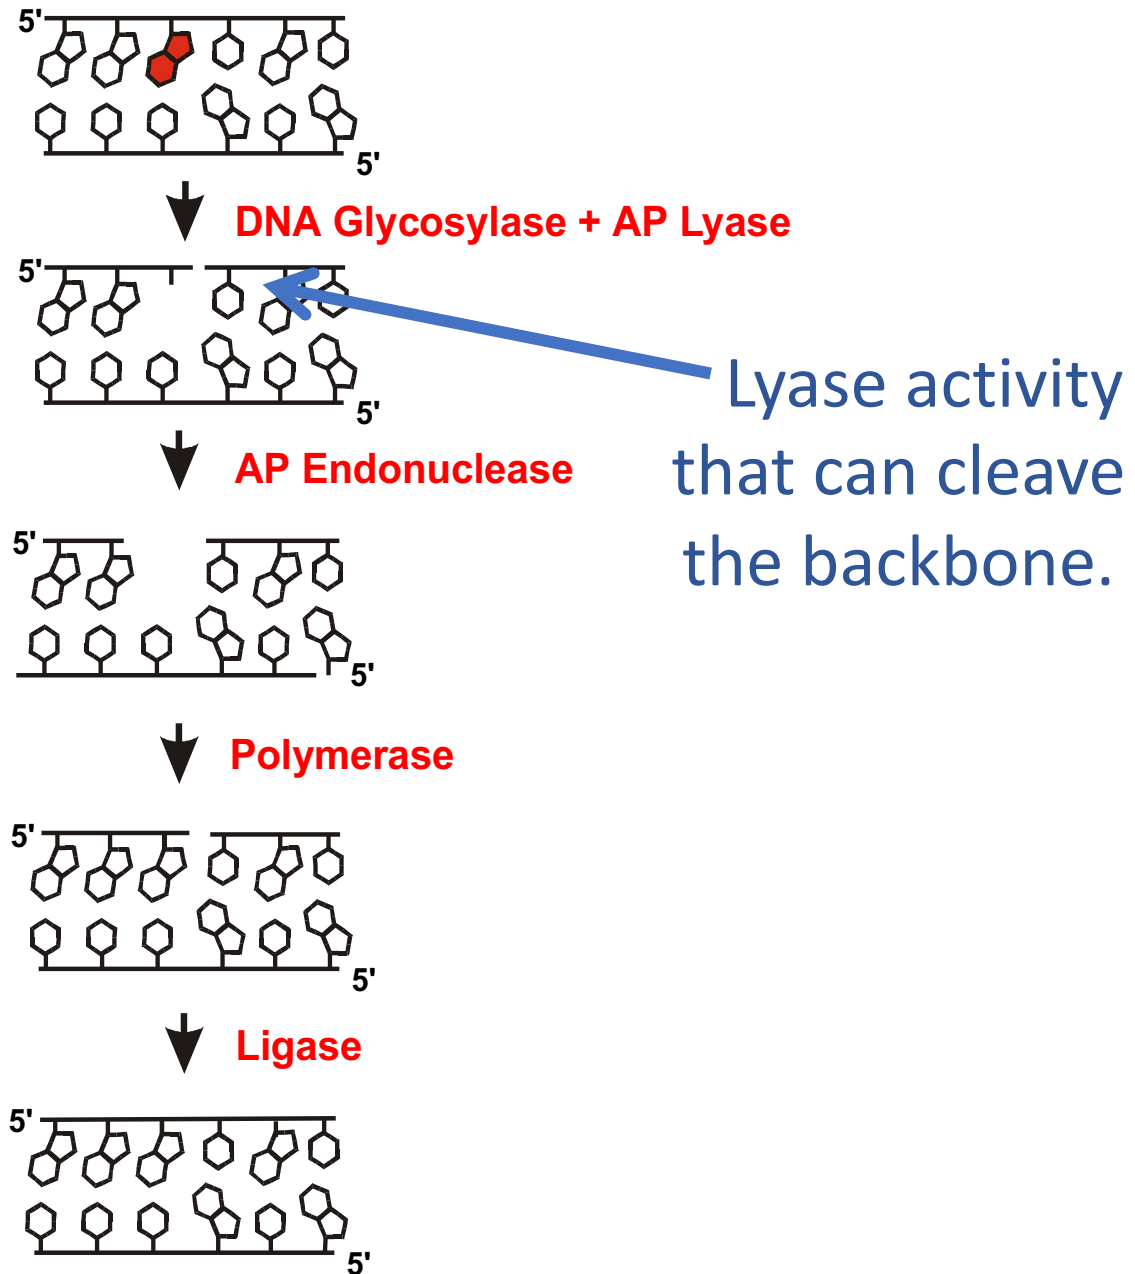 5'
5'
DNA Glycosylase + AP Lyase
5'
5'
Lyase activity
that can cleave
the backbone.
AP Endonuclease
5'
5'
Polymerase
5'
5'
Ligase
5'
5'